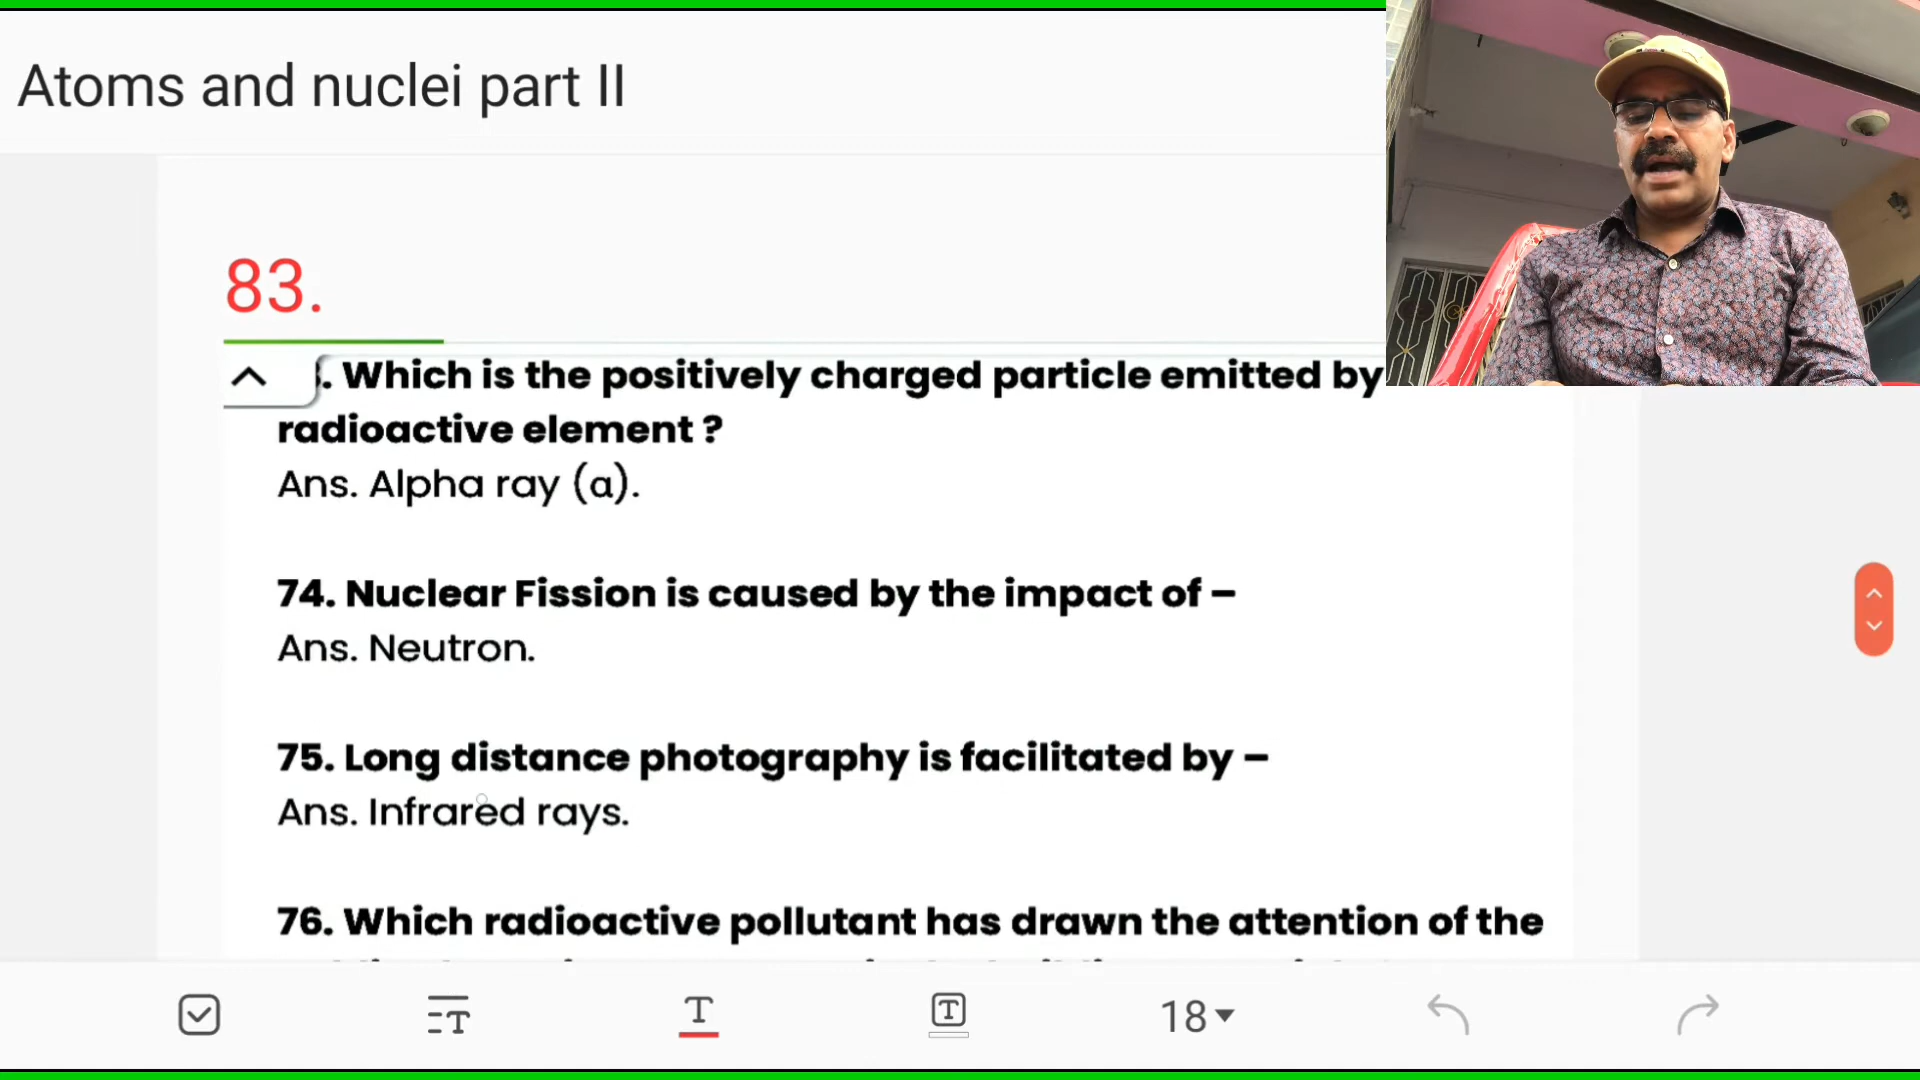 Atoms and nuclei part II
83.
. Which is the positively charged particle emitted by
radioactive element ?
Ans. Alpha ray (α).
74. Nuclear Fission is caused by the impact of –
Ans. Neutron.
75. Long distance photography is facilitated by –
Ans. Infrared rays.
76. Which radioactive pollutant has drawn the attention of the
T
T
T
18